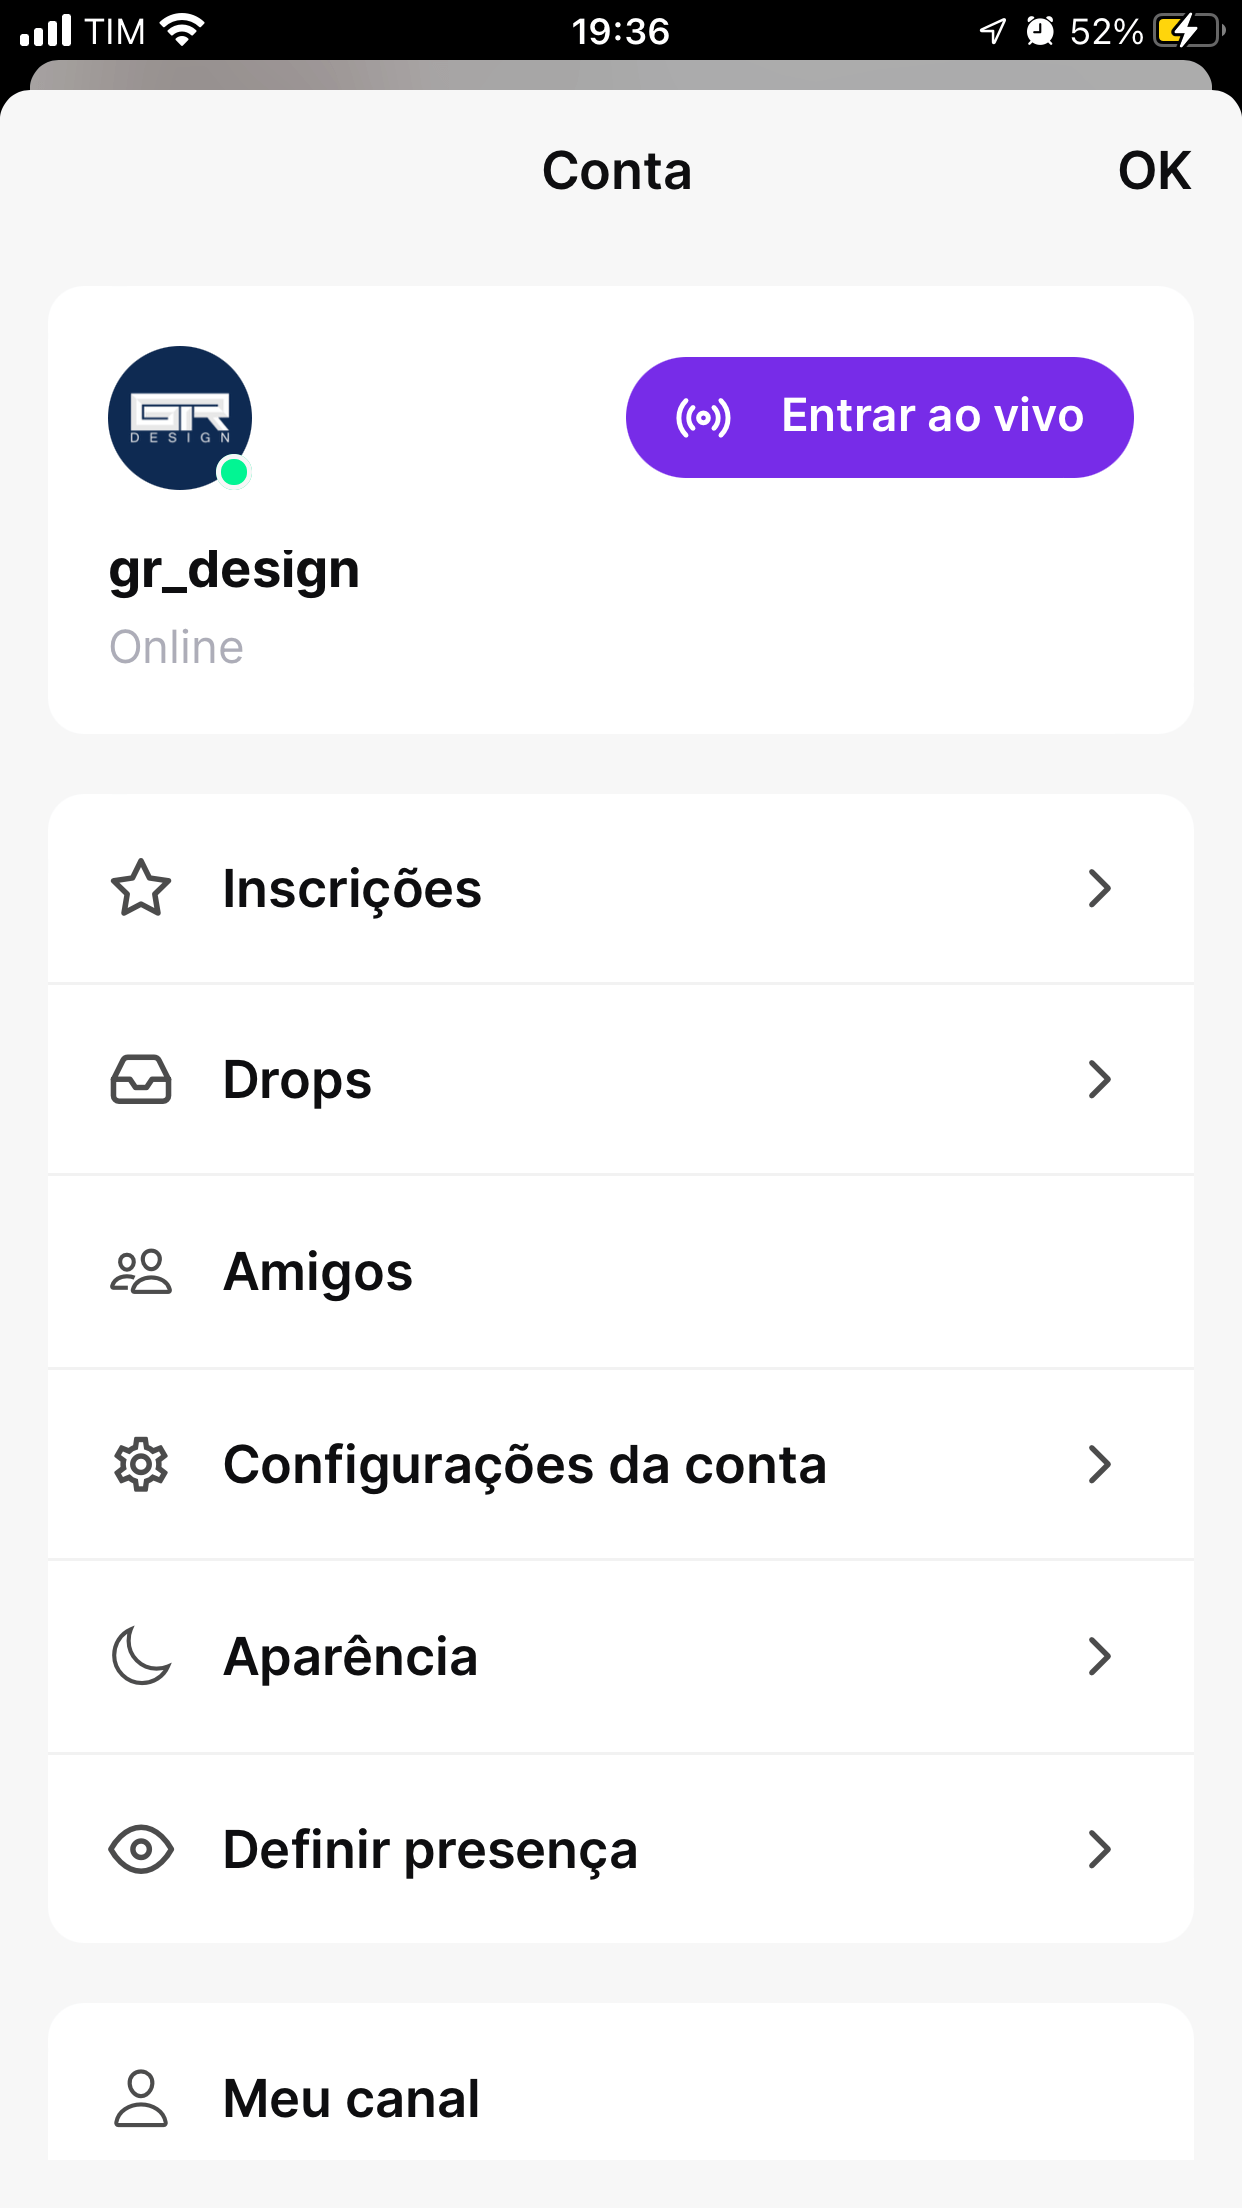 TIM 19:36 52%
Conta OK
GR
DESIGN
Entrar ao vivo
gr_design
Online
Inscrições
Drops
Amigos
Configurações da conta
Aparência
Definir presença
Meu canal